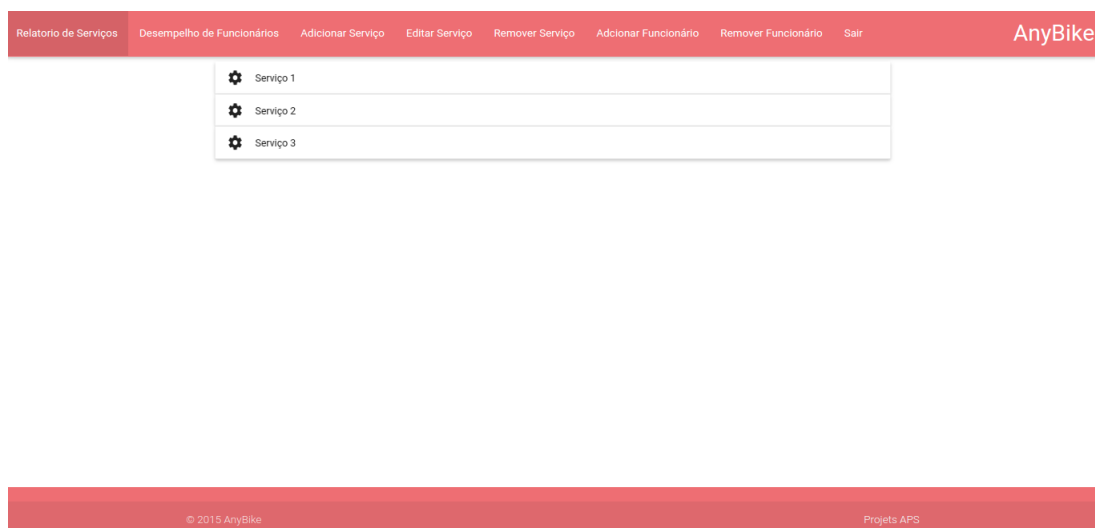 Relatorio de Serviços Desempelho de Funcionários Adicionar Serviço Editar Serviço Remover Serviço Adcionar Funcionário Remover Funcionário Sair AnyBike
Serviço 1
Serviço 2
Serviço 3
© 2015 AnyBike Projets APS